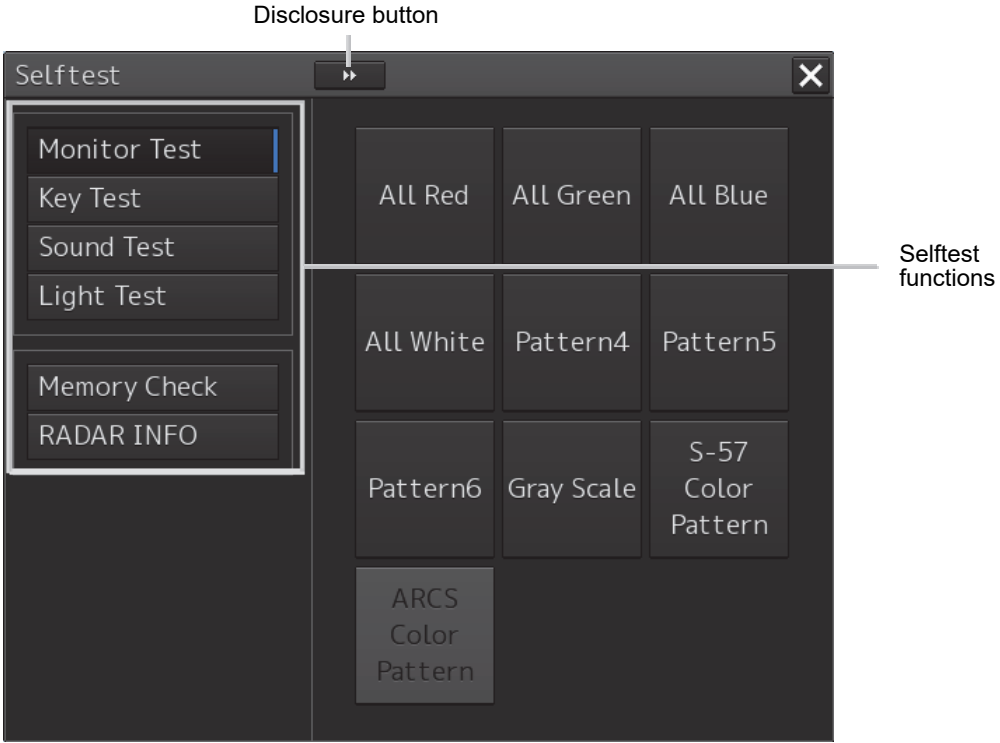 Disclosure button
Selftest
Monitor Test
Key Test
Sound Test
Light Test
Memory Check
RADAR INFO
All Red
All Green
All Blue
All White
Pattern4
Pattern5
Pattern6
Gray Scale
S-57
Color
Pattern
ARCS
Color
Pattern
Selftest
functions